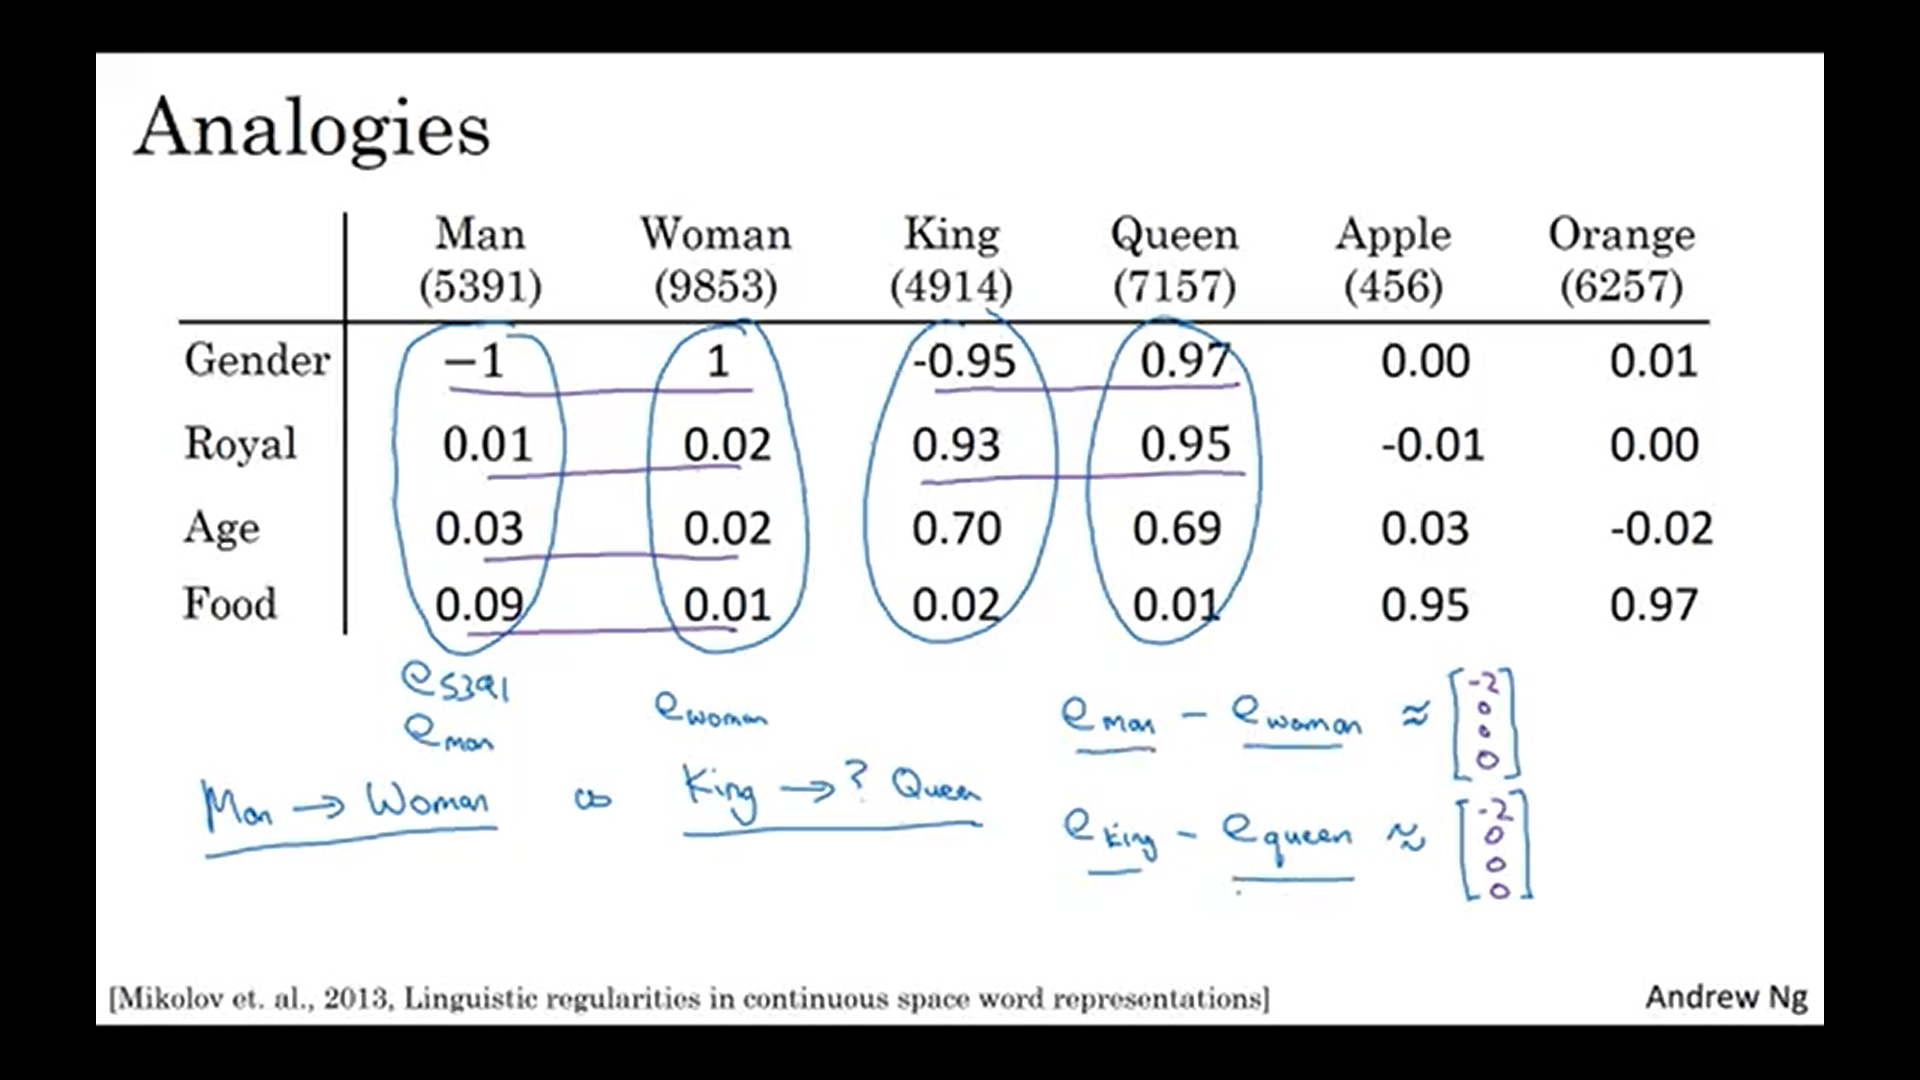 Analogies
Man Woman King Queen Apple Orange
(5391) (9853) (4914) (7157) (456) (6257)
Gender −1 1 -0.95 0.97 0.00 0.01
Royal 0.01 0.02 0.93 0.95 -0.01 0.00
Age 0.03 0.02 0.70 0.69 0.03 -0.02
Food 0.09 0.01 0.02 0.01 0.95 0.97
e5391
eman ewoman
eman − ewoman ≈ [-2 0 0 0]
Man → Woman as King → ? Queen
eking − equeen ≈ [-2 0 0 0]
[Mikolov et. al., 2013, Linguistic regularities in continuous space word representations]
Andrew Ng